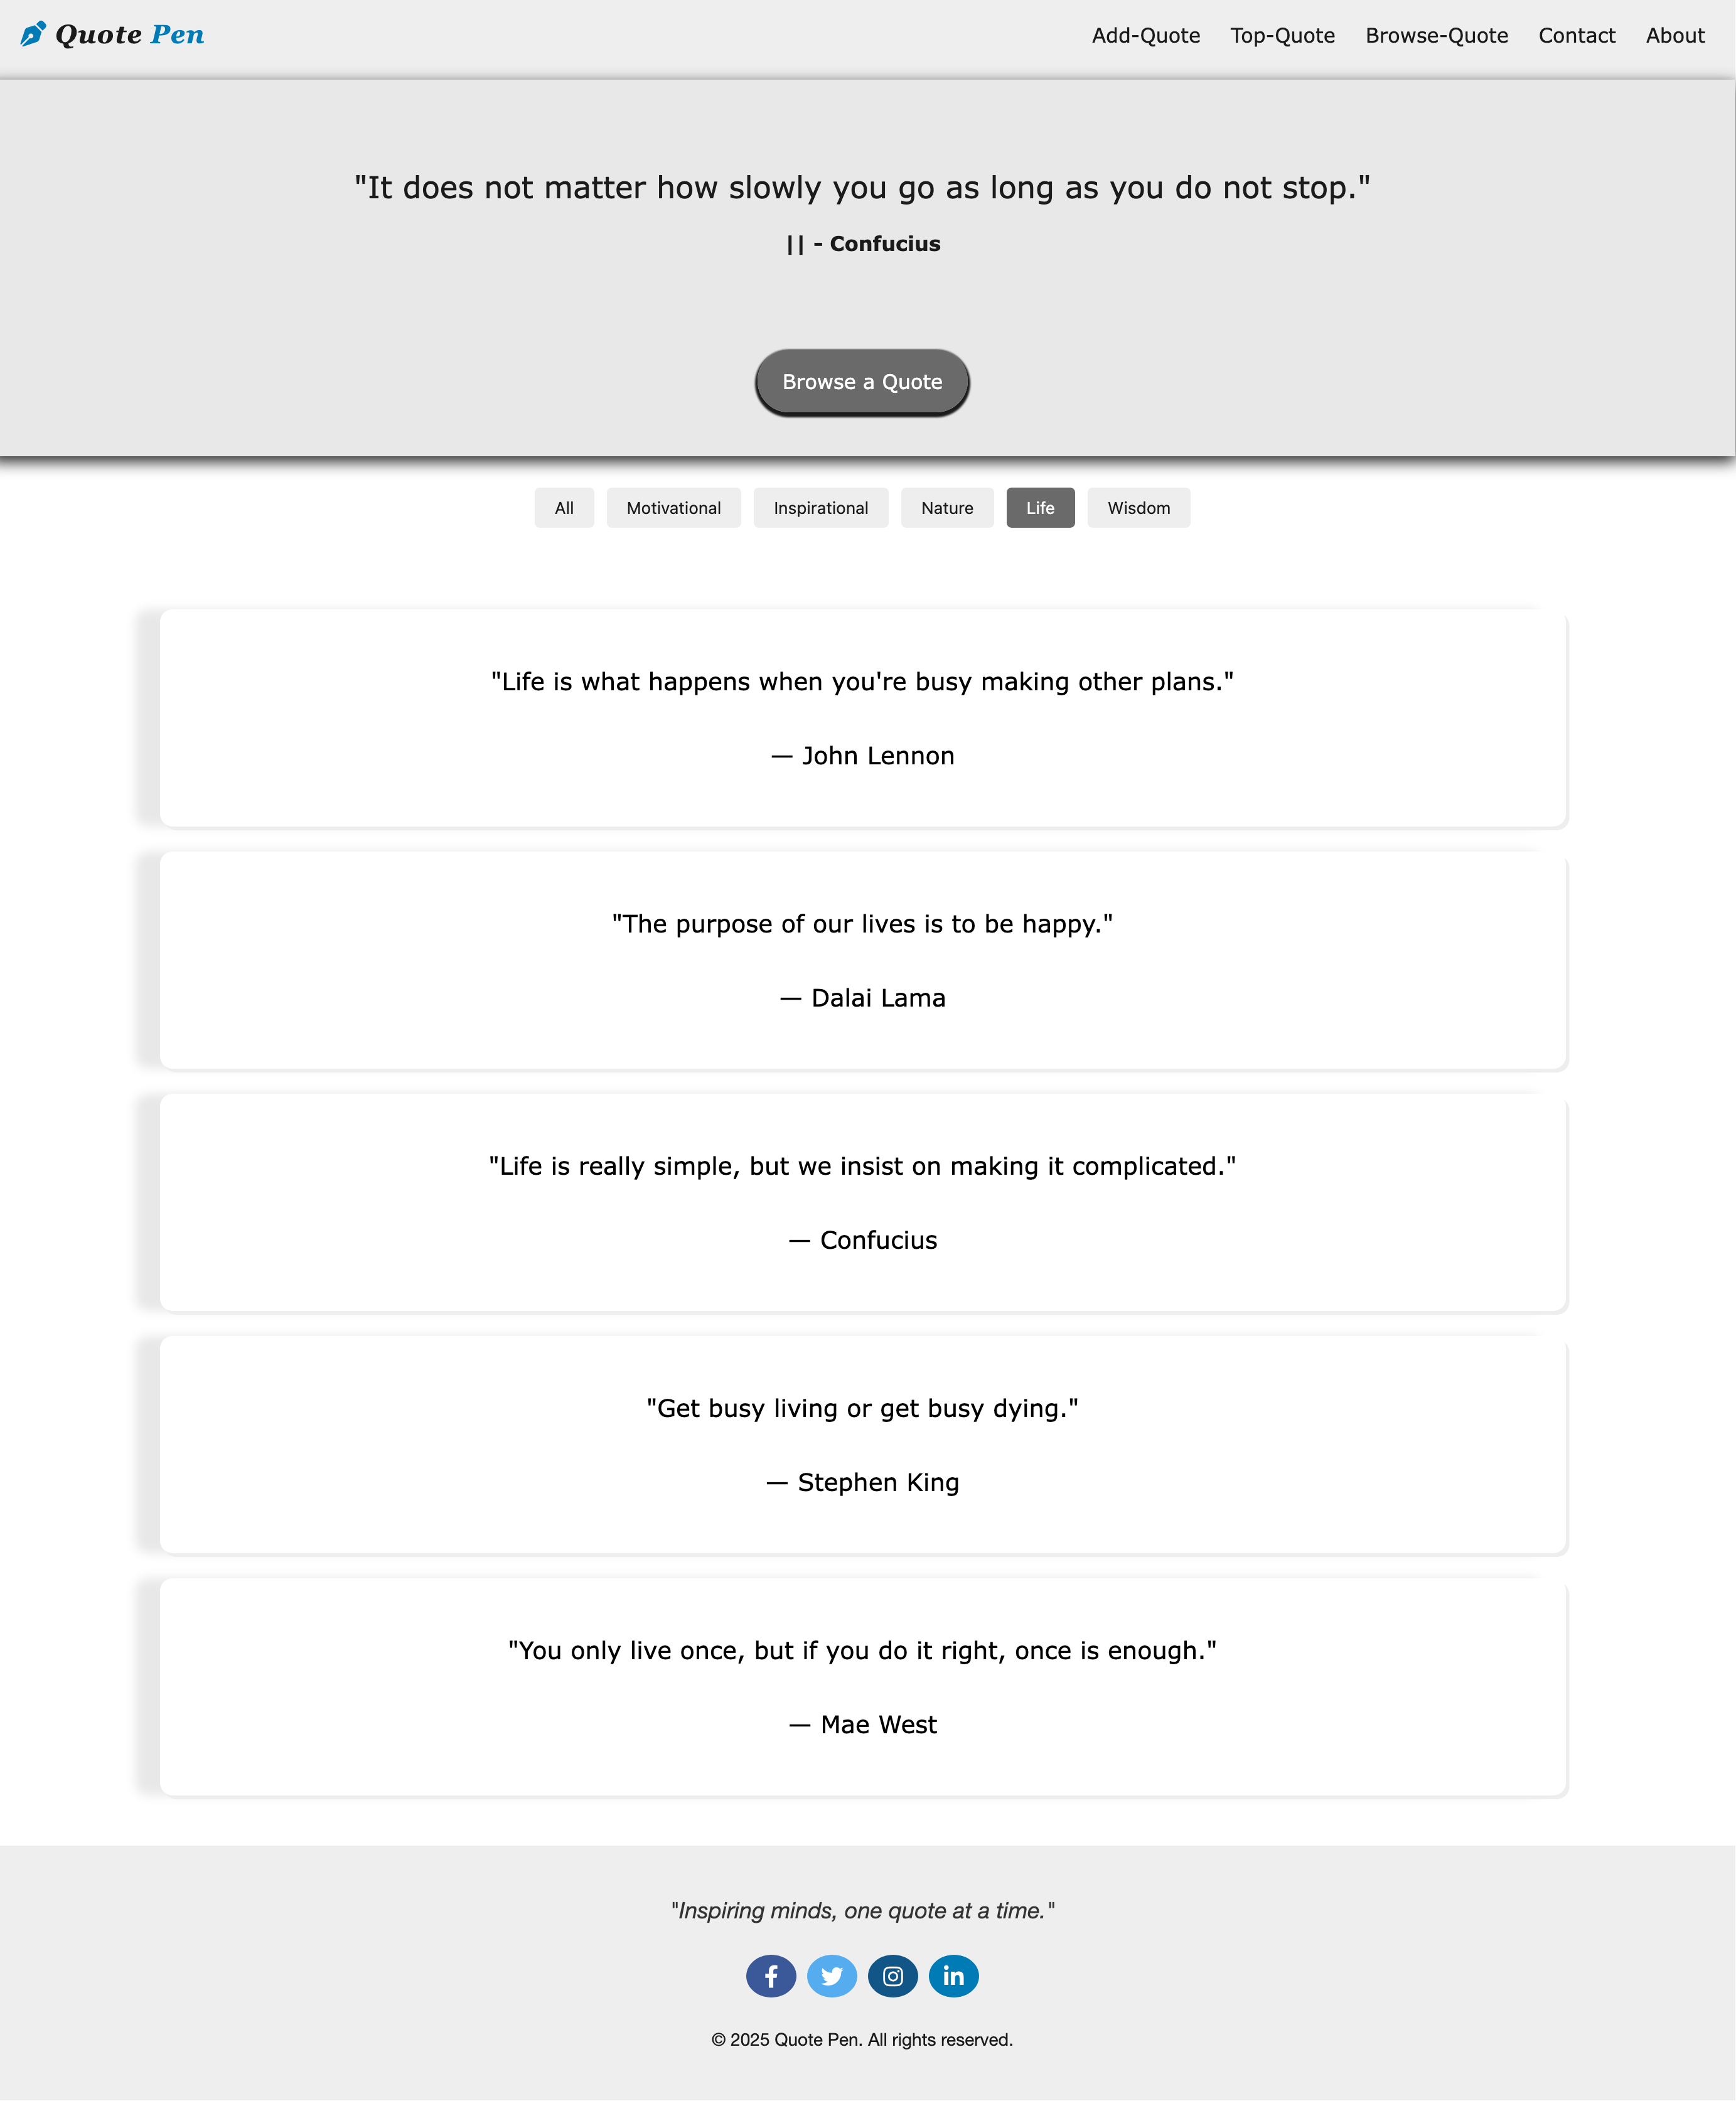 Quote Pen
Add-Quote Top-Quote Browse-Quote Contact About
"It does not matter how slowly you go as long as you do not stop."
|| - Confucius
Browse a Quote
All Motivational Inspirational Nature Life Wisdom
"Life is what happens when you're busy making other plans."
— John Lennon
"The purpose of our lives is to be happy."
— Dalai Lama
"Life is really simple, but we insist on making it complicated."
— Confucius
"Get busy living or get busy dying."
— Stephen King
"You only live once, but if you do it right, once is enough."
— Mae West
"Inspiring minds, one quote at a time."
© 2025 Quote Pen. All rights reserved.